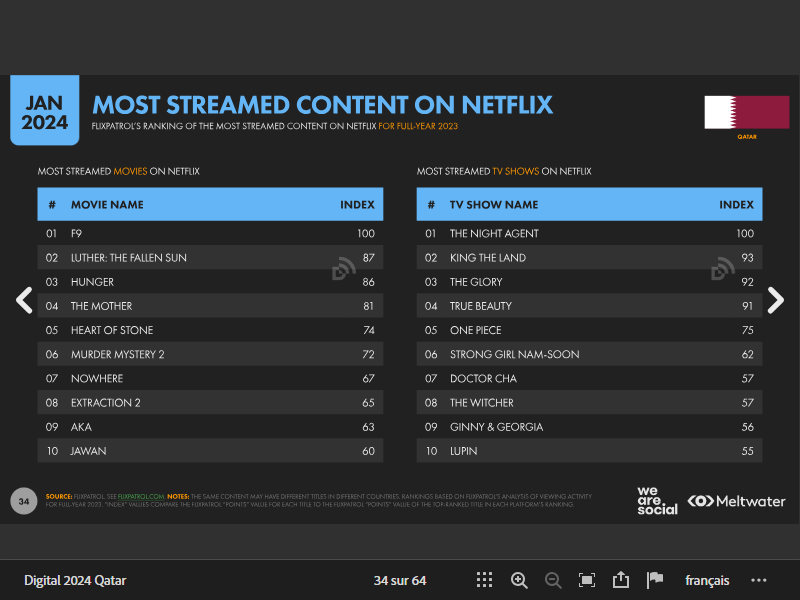 JAN
2024
MOST STREAMED CONTENT ON NETFLIX
FLIXPATROL'S RANKING OF THE MOST STREAMED CONTENT ON NETFLIX FOR FULL-YEAR 2023
QATAR
MOST STREAMED MOVIES ON NETFLIX
# MOVIE NAME INDEX
01 F9 100
02 LUTHER: THE FALLEN SUN 87
03 HUNGER 86
04 THE MOTHER 81
05 HEART OF STONE 74
06 MURDER MYSTERY 2 72
07 NOWHERE 67
08 EXTRACTION 2 65
09 AKA 63
10 JAWAN 60
MOST STREAMED TV SHOWS ON NETFLIX
# TV SHOW NAME INDEX
01 THE NIGHT AGENT 100
02 KING THE LAND 93
03 THE GLORY 92
04 TRUE BEAUTY 91
05 ONE PIECE 75
06 STRONG GIRL NAM-SOON 62
07 DOCTOR CHA 57
08 THE WITCHER 57
09 GINNY & GEORGIA 56
10 LUPIN 55
34
SOURCE: FLIXPATROL. SEE FLIXPATROL.COM. NOTES: THE SAME CONTENT MAY HAVE DIFFERENT TITLES IN DIFFERENT COUNTRIES. RANKINGS BASED ON FLIXPATROL'S ANALYSIS OF VIEWING ACTIVITY
FOR FULL-YEAR 2023. "INDEX" VALUES COMPARE THE FLIXPATROL "POINTS" VALUE FOR EACH TITLE TO THE FLIXPATROL "POINTS" VALUE OF THE TOP-RANKED TITLE IN EACH PLATFORM'S RANKING.
we
are
social
Meltwater
Digital 2024 Qatar
34 sur 64
français